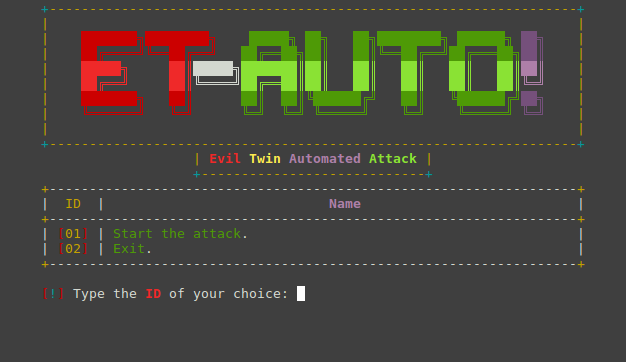 ET-AUTO!
| Evil Twin Automated Attack |
| ID | Name |
[01] | Start the attack. |
[02] | Exit. |
[!] Type the ID of your choice: